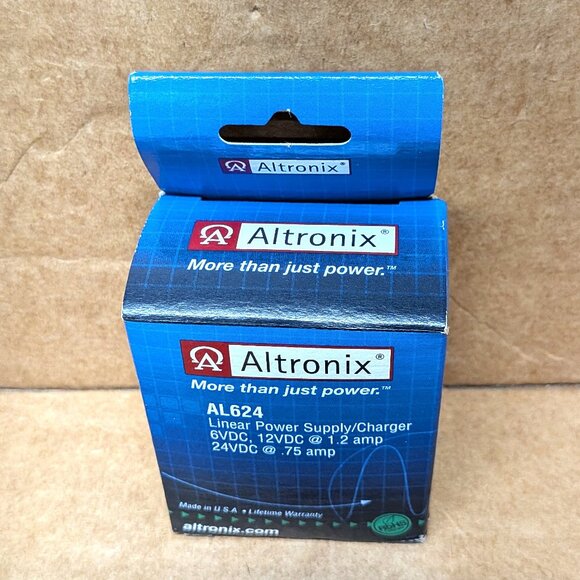 Altronix®
Altronix®
More than just power.™
Altronix®
More than just power.™
AL624
Linear Power Supply/Charger
6VDC, 12VDC @ 1.2 amp
24VDC @ .75 amp
Made in U.S.A. • Lifetime Warranty
altronix.com
RoHS